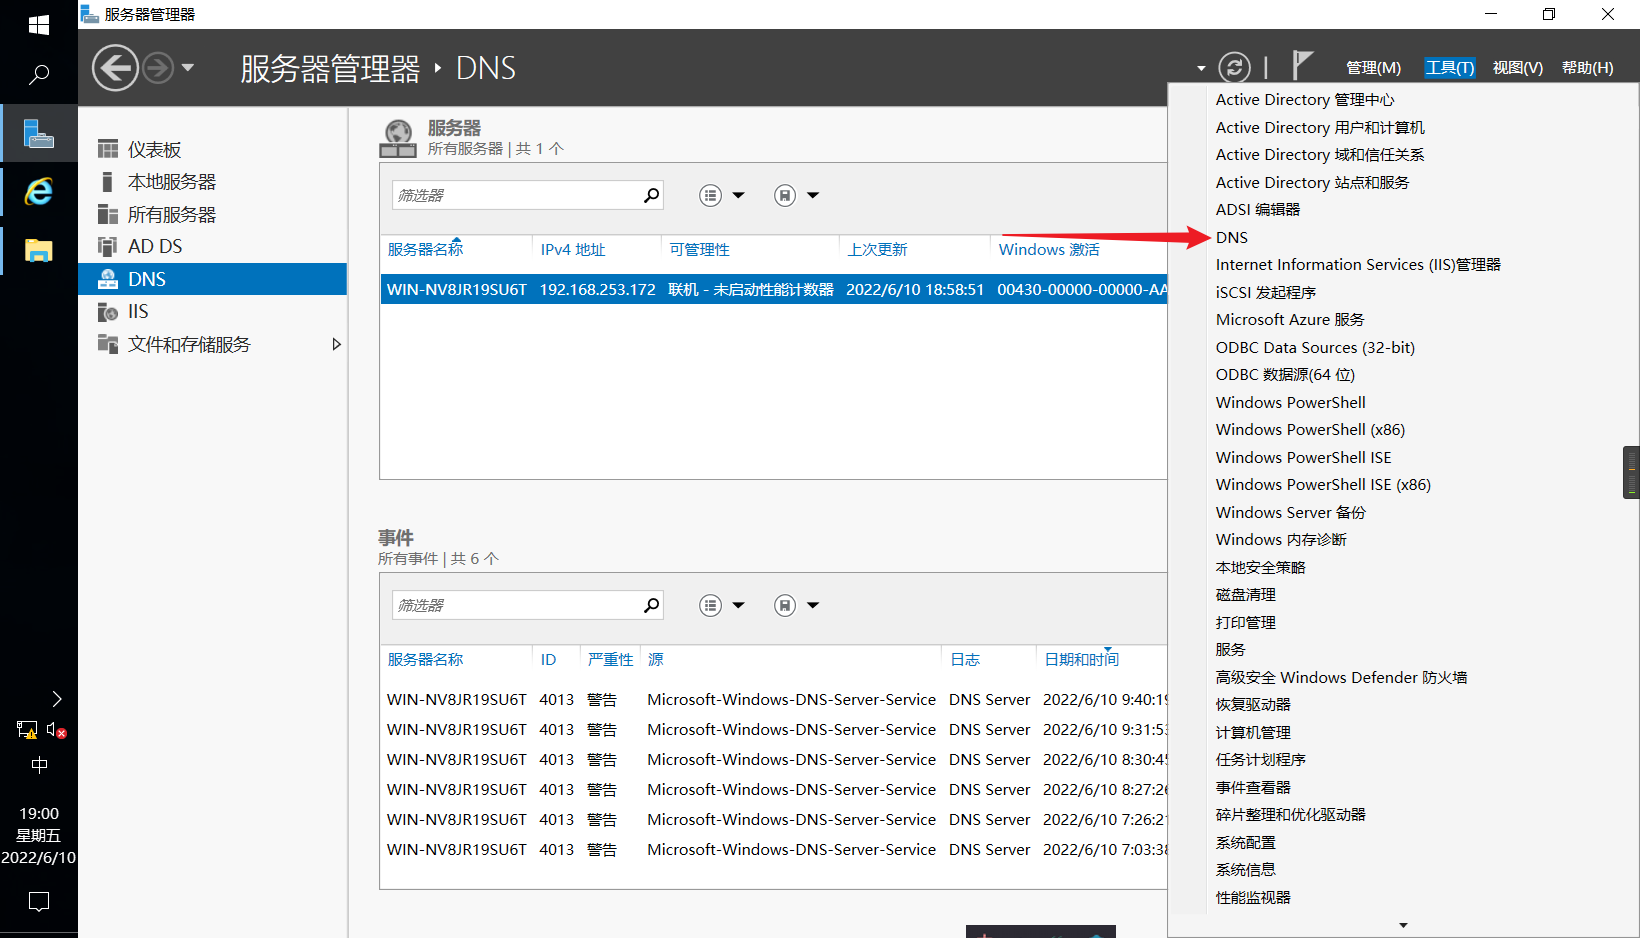 服务器管理器
服务器管理器 ‣ DNS
管理(M) 工具(T) 视图(V) 帮助(H)
仪表板
本地服务器
所有服务器
AD DS
DNS
IIS
文件和存储服务
服务器
所有服务器 | 共 1 个
筛选器
服务器名称 IPv4 地址 可管理性 上次更新 Windows 激活
WIN-NV8JR19SU6T 192.168.253.172 联机 - 未启动性能计数器 2022/6/10 18:58:51 00430-00000-00000-AA
事件
所有事件 | 共 6 个
筛选器
服务器名称 ID 严重性 源 日志 日期和时间
WIN-NV8JR19SU6T 4013 警告 Microsoft-Windows-DNS-Server-Service DNS Server 2022/6/10 9:40:19
WIN-NV8JR19SU6T 4013 警告 Microsoft-Windows-DNS-Server-Service DNS Server 2022/6/10 9:31:53
WIN-NV8JR19SU6T 4013 警告 Microsoft-Windows-DNS-Server-Service DNS Server 2022/6/10 8:30:45
WIN-NV8JR19SU6T 4013 警告 Microsoft-Windows-DNS-Server-Service DNS Server 2022/6/10 8:27:26
WIN-NV8JR19SU6T 4013 警告 Microsoft-Windows-DNS-Server-Service DNS Server 2022/6/10 7:26:21
WIN-NV8JR19SU6T 4013 警告 Microsoft-Windows-DNS-Server-Service DNS Server 2022/6/10 7:03:38
Active Directory 管理中心
Active Directory 用户和计算机
Active Directory 域和信任关系
Active Directory 站点和服务
ADSI 编辑器
DNS
Internet Information Services (IIS)管理器
iSCSI 发起程序
Microsoft Azure 服务
ODBC Data Sources (32-bit)
ODBC 数据源(64 位)
Windows PowerShell
Windows PowerShell (x86)
Windows PowerShell ISE
Windows PowerShell ISE (x86)
Windows Server 备份
Windows 内存诊断
本地安全策略
磁盘清理
打印管理
服务
高级安全 Windows Defender 防火墙
恢复驱动器
计算机管理
任务计划程序
事件查看器
碎片整理和优化驱动器
系统配置
系统信息
性能监视器
中
19:00
星期五
2022/6/10